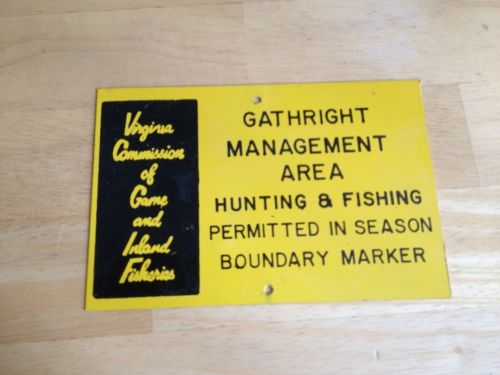 Virginia
Commission
of
Game
and
Inland
Fisheries
GATHRIGHT
MANAGEMENT
AREA
HUNTING & FISHING
PERMITTED IN SEASON
BOUNDARY MARKER